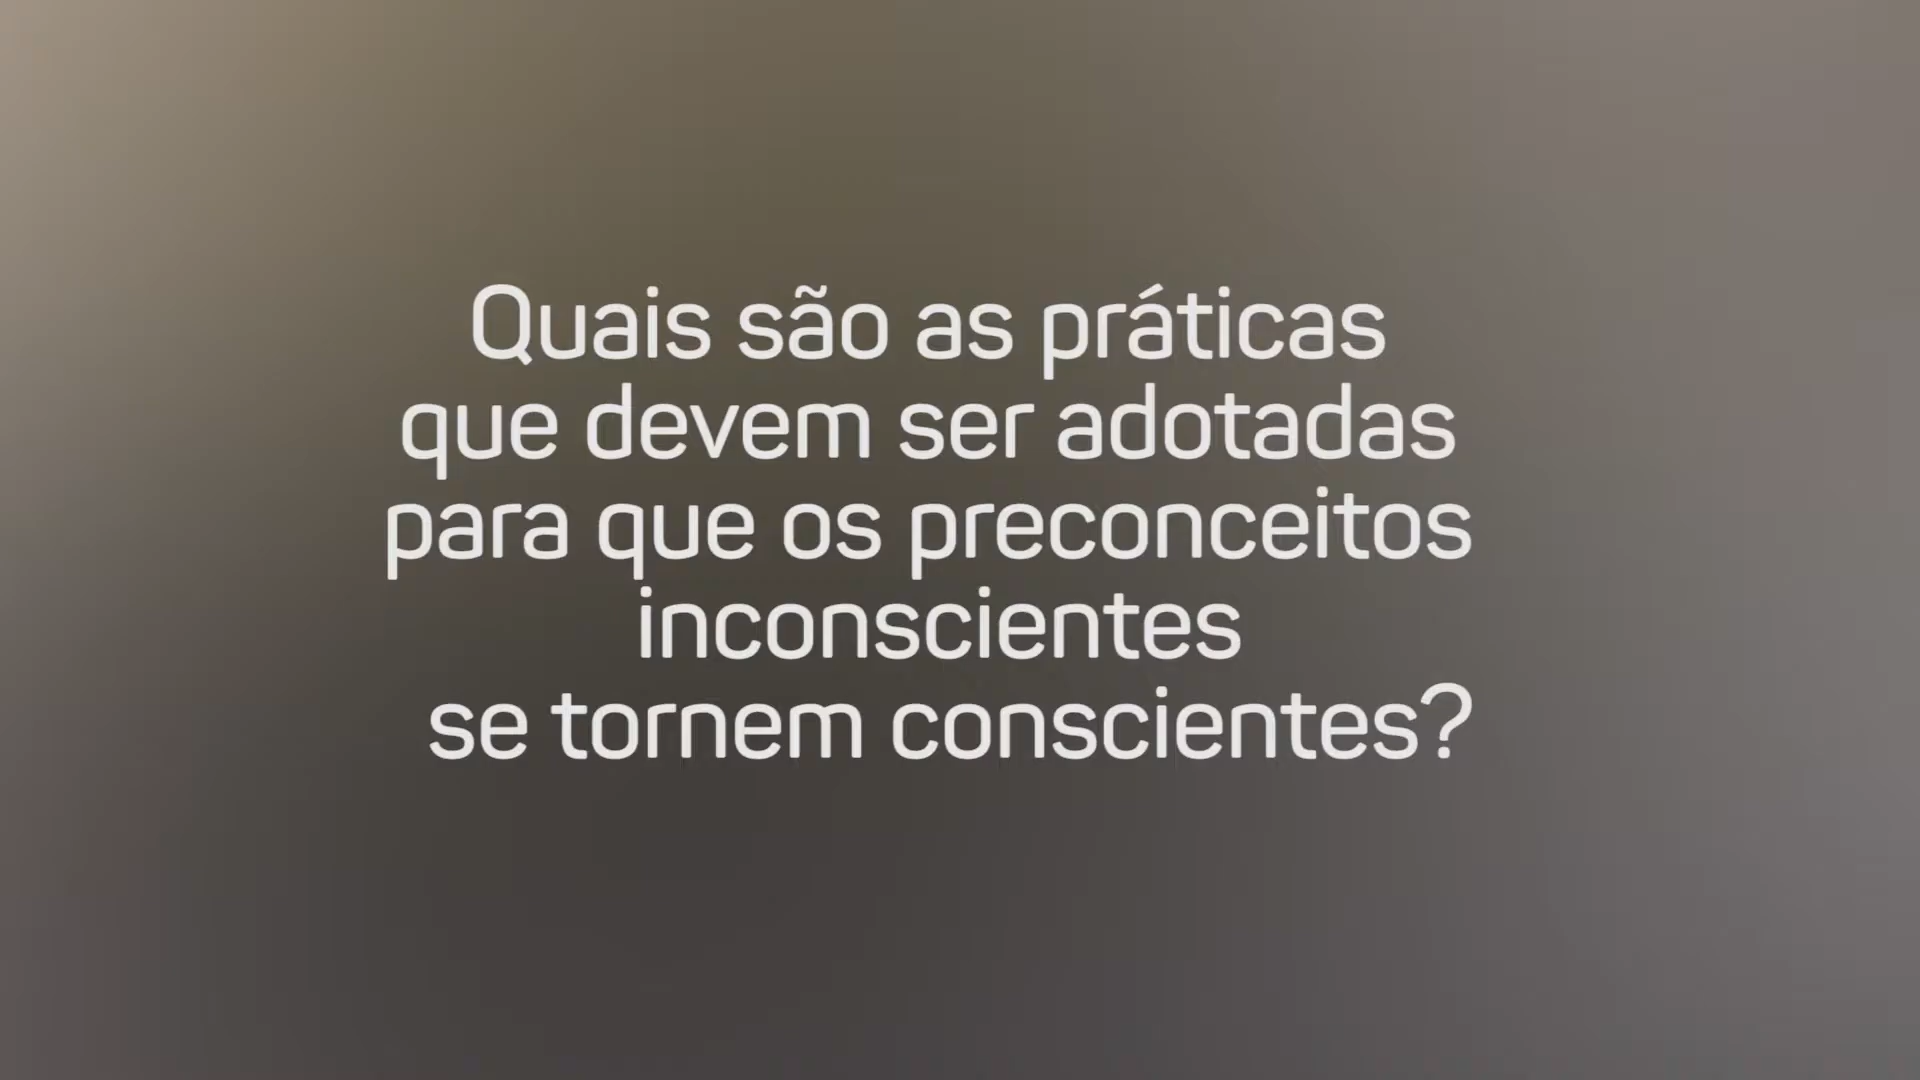 Quais são as práticas
que devem ser adotadas
para que os preconceitos
inconscientes
se tornem conscientes?